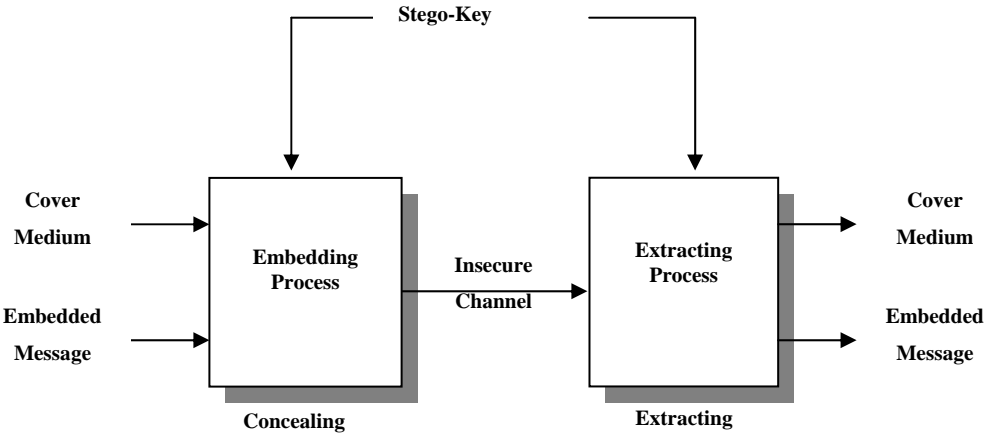 Stego-Key
Cover
Medium
Embedded
Message
Embedding
Process
Concealing
Insecure
Channel
Extracting
Process
Extracting
Cover
Medium
Embedded
Message